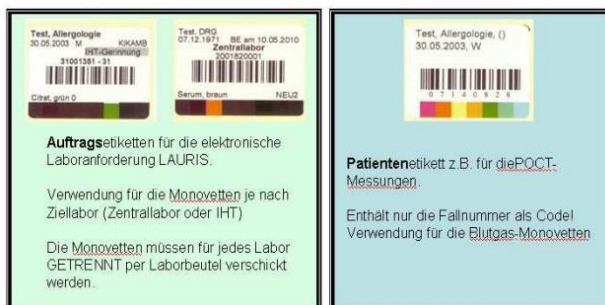 Test, Allergologie
30.05.2003 M KIKAMB
IHT-Gerinnung
31001381 - 31
Citrat, grün 0
Test, DRG
07.12.1971 BE am 10.05.2010
Zentrallabor
2001820001
Serum, braun NEU2
Auftragsetiketten für die elektronische
Laboranforderung LAURIS.
Verwendung für die Monovetten je nach
Ziellabor (Zentrallabor oder IHT)
Die Monovetten müssen für jedes Labor
GETRENNT per Laborbeutel verschickt
werden.
Test, Allergologie, ()
30.05.2003, W
0 7 1 4 0 8 2 8
Patientenetikett z.B. für diePOCT-
Messungen.
Enthält nur die Fallnummer als Code!
Verwendung für die Blutgas-Monovetten